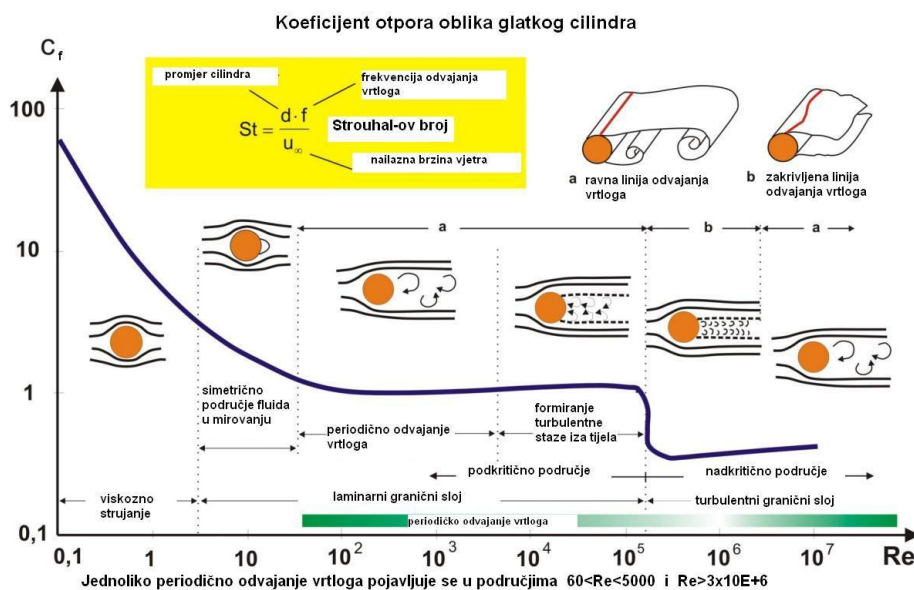 Koeficijent otpora oblika glatkog cilindra
C f
promjer cilindra
frekvencija odvajanja
vrtloga
St = d·f / u∞
Strouhal-ov broj
nailazna brzina vjetra
a ravna linija odvajanja
vrtloga
b zakrivljena linija
odvajanja vrtloga
100
10
1
0,1
a
b
a
simetrično
područje fluida
u mirovanju
periodično odvajanje
vrtloga
formiranje
turbulentne
staze iza tijela
podkritično područje
nadkritično područje
viskozno
strujanje
laminarni granični sloj
turbulentni granični sloj
periodičko odvajanje vrtloga
0,1
1
10
10²
10³
10⁴
10⁵
10⁶
10⁷
Re
Jednoliko periodično odvajanje vrtloga pojavljuje se u područjima 60<Re<5000 i Re>3x10E+6